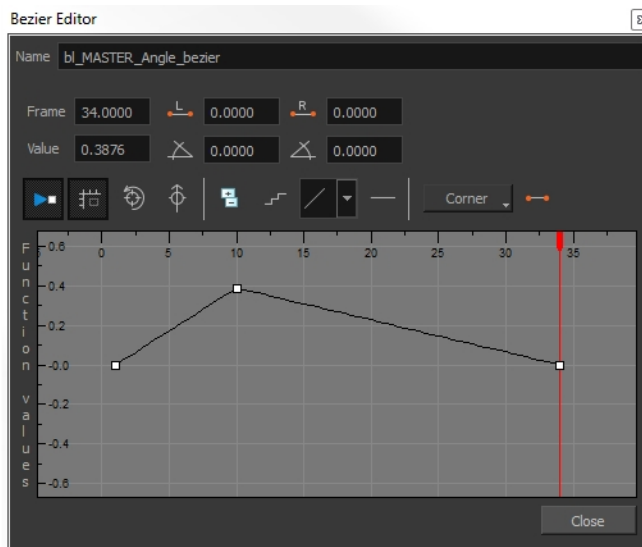 Bezier Editor
Name bl_MASTER_Angle_bezier
Frame 34.0000 L 0.0000 R 0.0000
Value 0.3876 0.0000 0.0000
Corner
Function values
0 5 10 15 20 25 30 35
0.6
0.4
0.2
-0.0
-0.2
-0.4
-0.6
Close